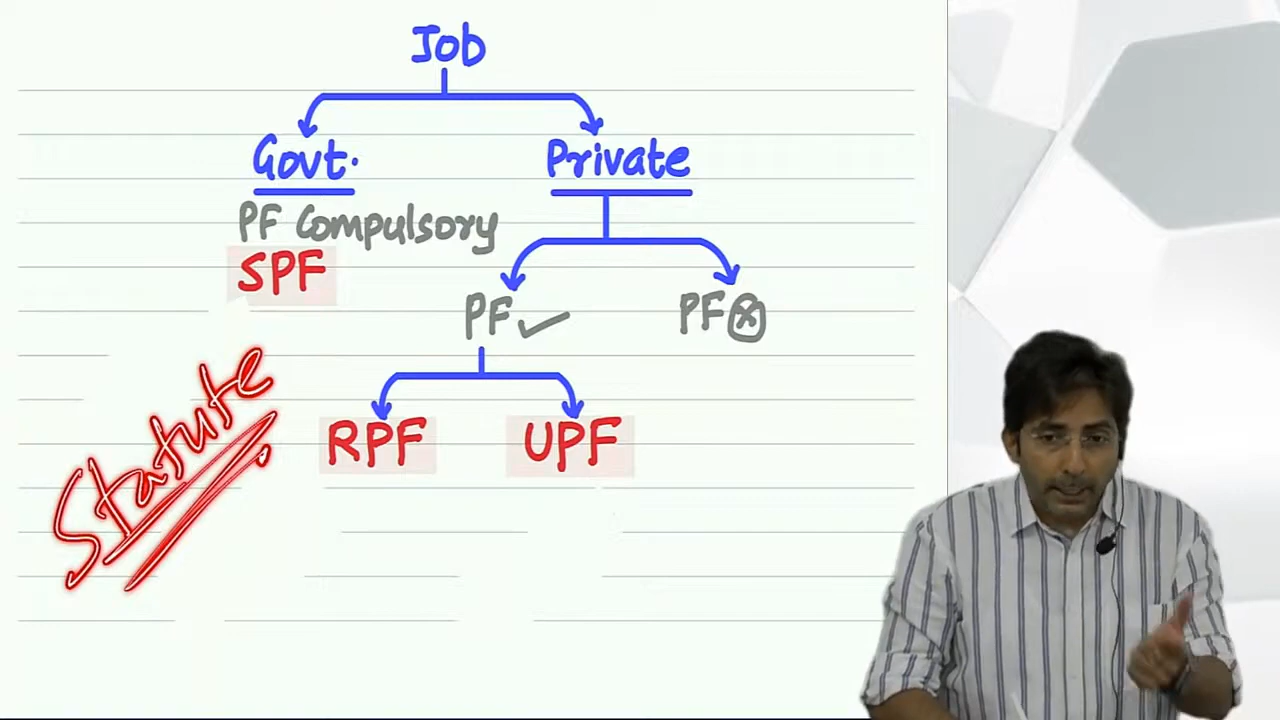 Job
Govt. Private
PF Compulsory
SPF
PF✓ PF ⓧ
RPF UPF
Statute